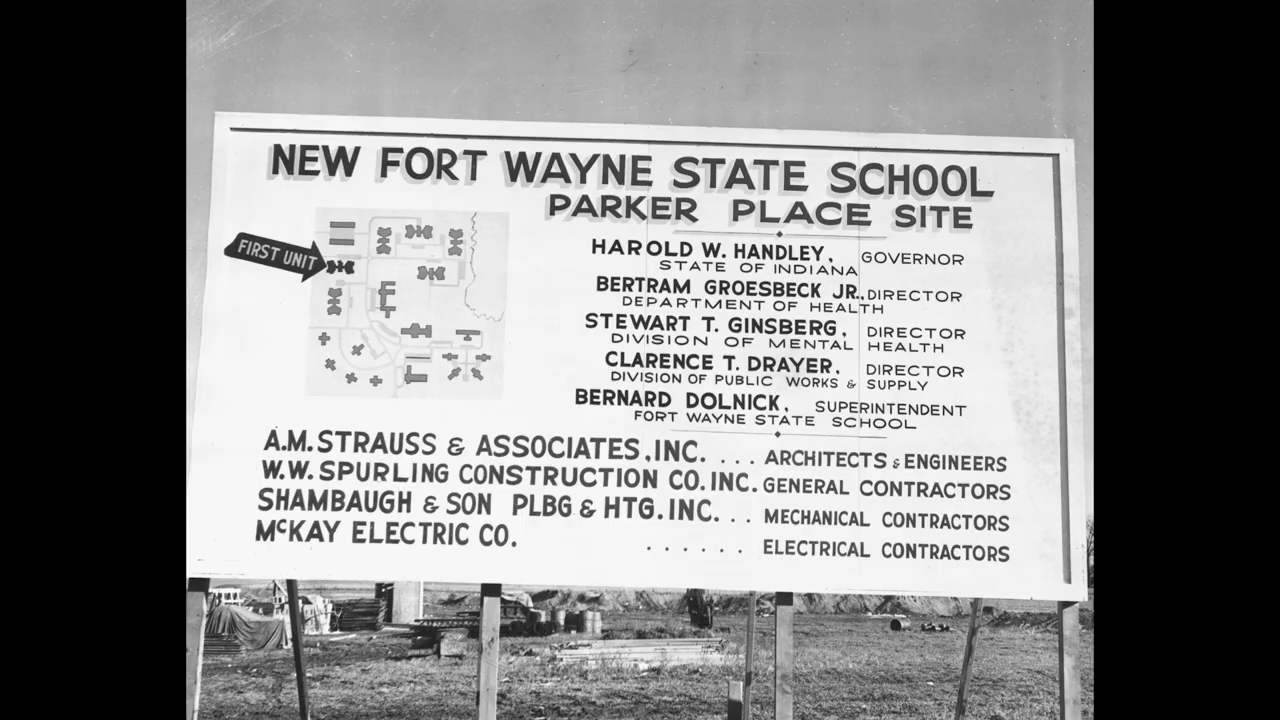 NEW FORT WAYNE STATE SCHOOL
PARKER PLACE SITE
FIRST UNIT
HAROLD W. HANDLEY, GOVERNOR
STATE OF INDIANA
BERTRAM GROESBECK JR., DIRECTOR
DEPARTMENT OF HEALTH
STEWART T. GINSBERG, DIRECTOR
DIVISION OF MENTAL HEALTH
CLARENCE T. DRAYER, DIRECTOR
DIVISION OF PUBLIC WORKS & SUPPLY
BERNARD DOLNICK, SUPERINTENDENT
FORT WAYNE STATE SCHOOL
A.M. STRAUSS & ASSOCIATES, INC. . . . ARCHITECTS & ENGINEERS
W.W. SPURLING CONSTRUCTION CO. INC. GENERAL CONTRACTORS
SHAMBAUGH & SON PLBG & HTG. INC. . . MECHANICAL CONTRACTORS
McKAY ELECTRIC CO. . . . . . . ELECTRICAL CONTRACTORS